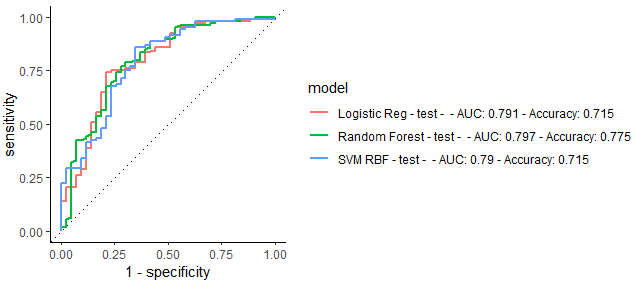 1.00
0.75
0.50
0.25
0.00
sensitivity
0.00 0.25 0.50 0.75 1.00
1 - specificity
model
Logistic Reg - test - - AUC: 0.791 - Accuracy: 0.715
Random Forest - test - - AUC: 0.797 - Accuracy: 0.775
SVM RBF - test - - AUC: 0.79 - Accuracy: 0.715